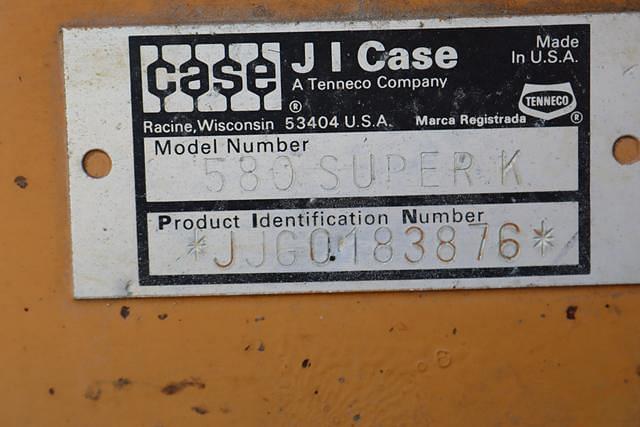 case
J I Case
A Tenneco Company
Made
In U.S.A.
TENNECO
®
®
Racine, Wisconsin 53404 U.S.A.
Marca Registrada
Model Number
580 SUPER K
Product Identification Number
*JJG0183876*